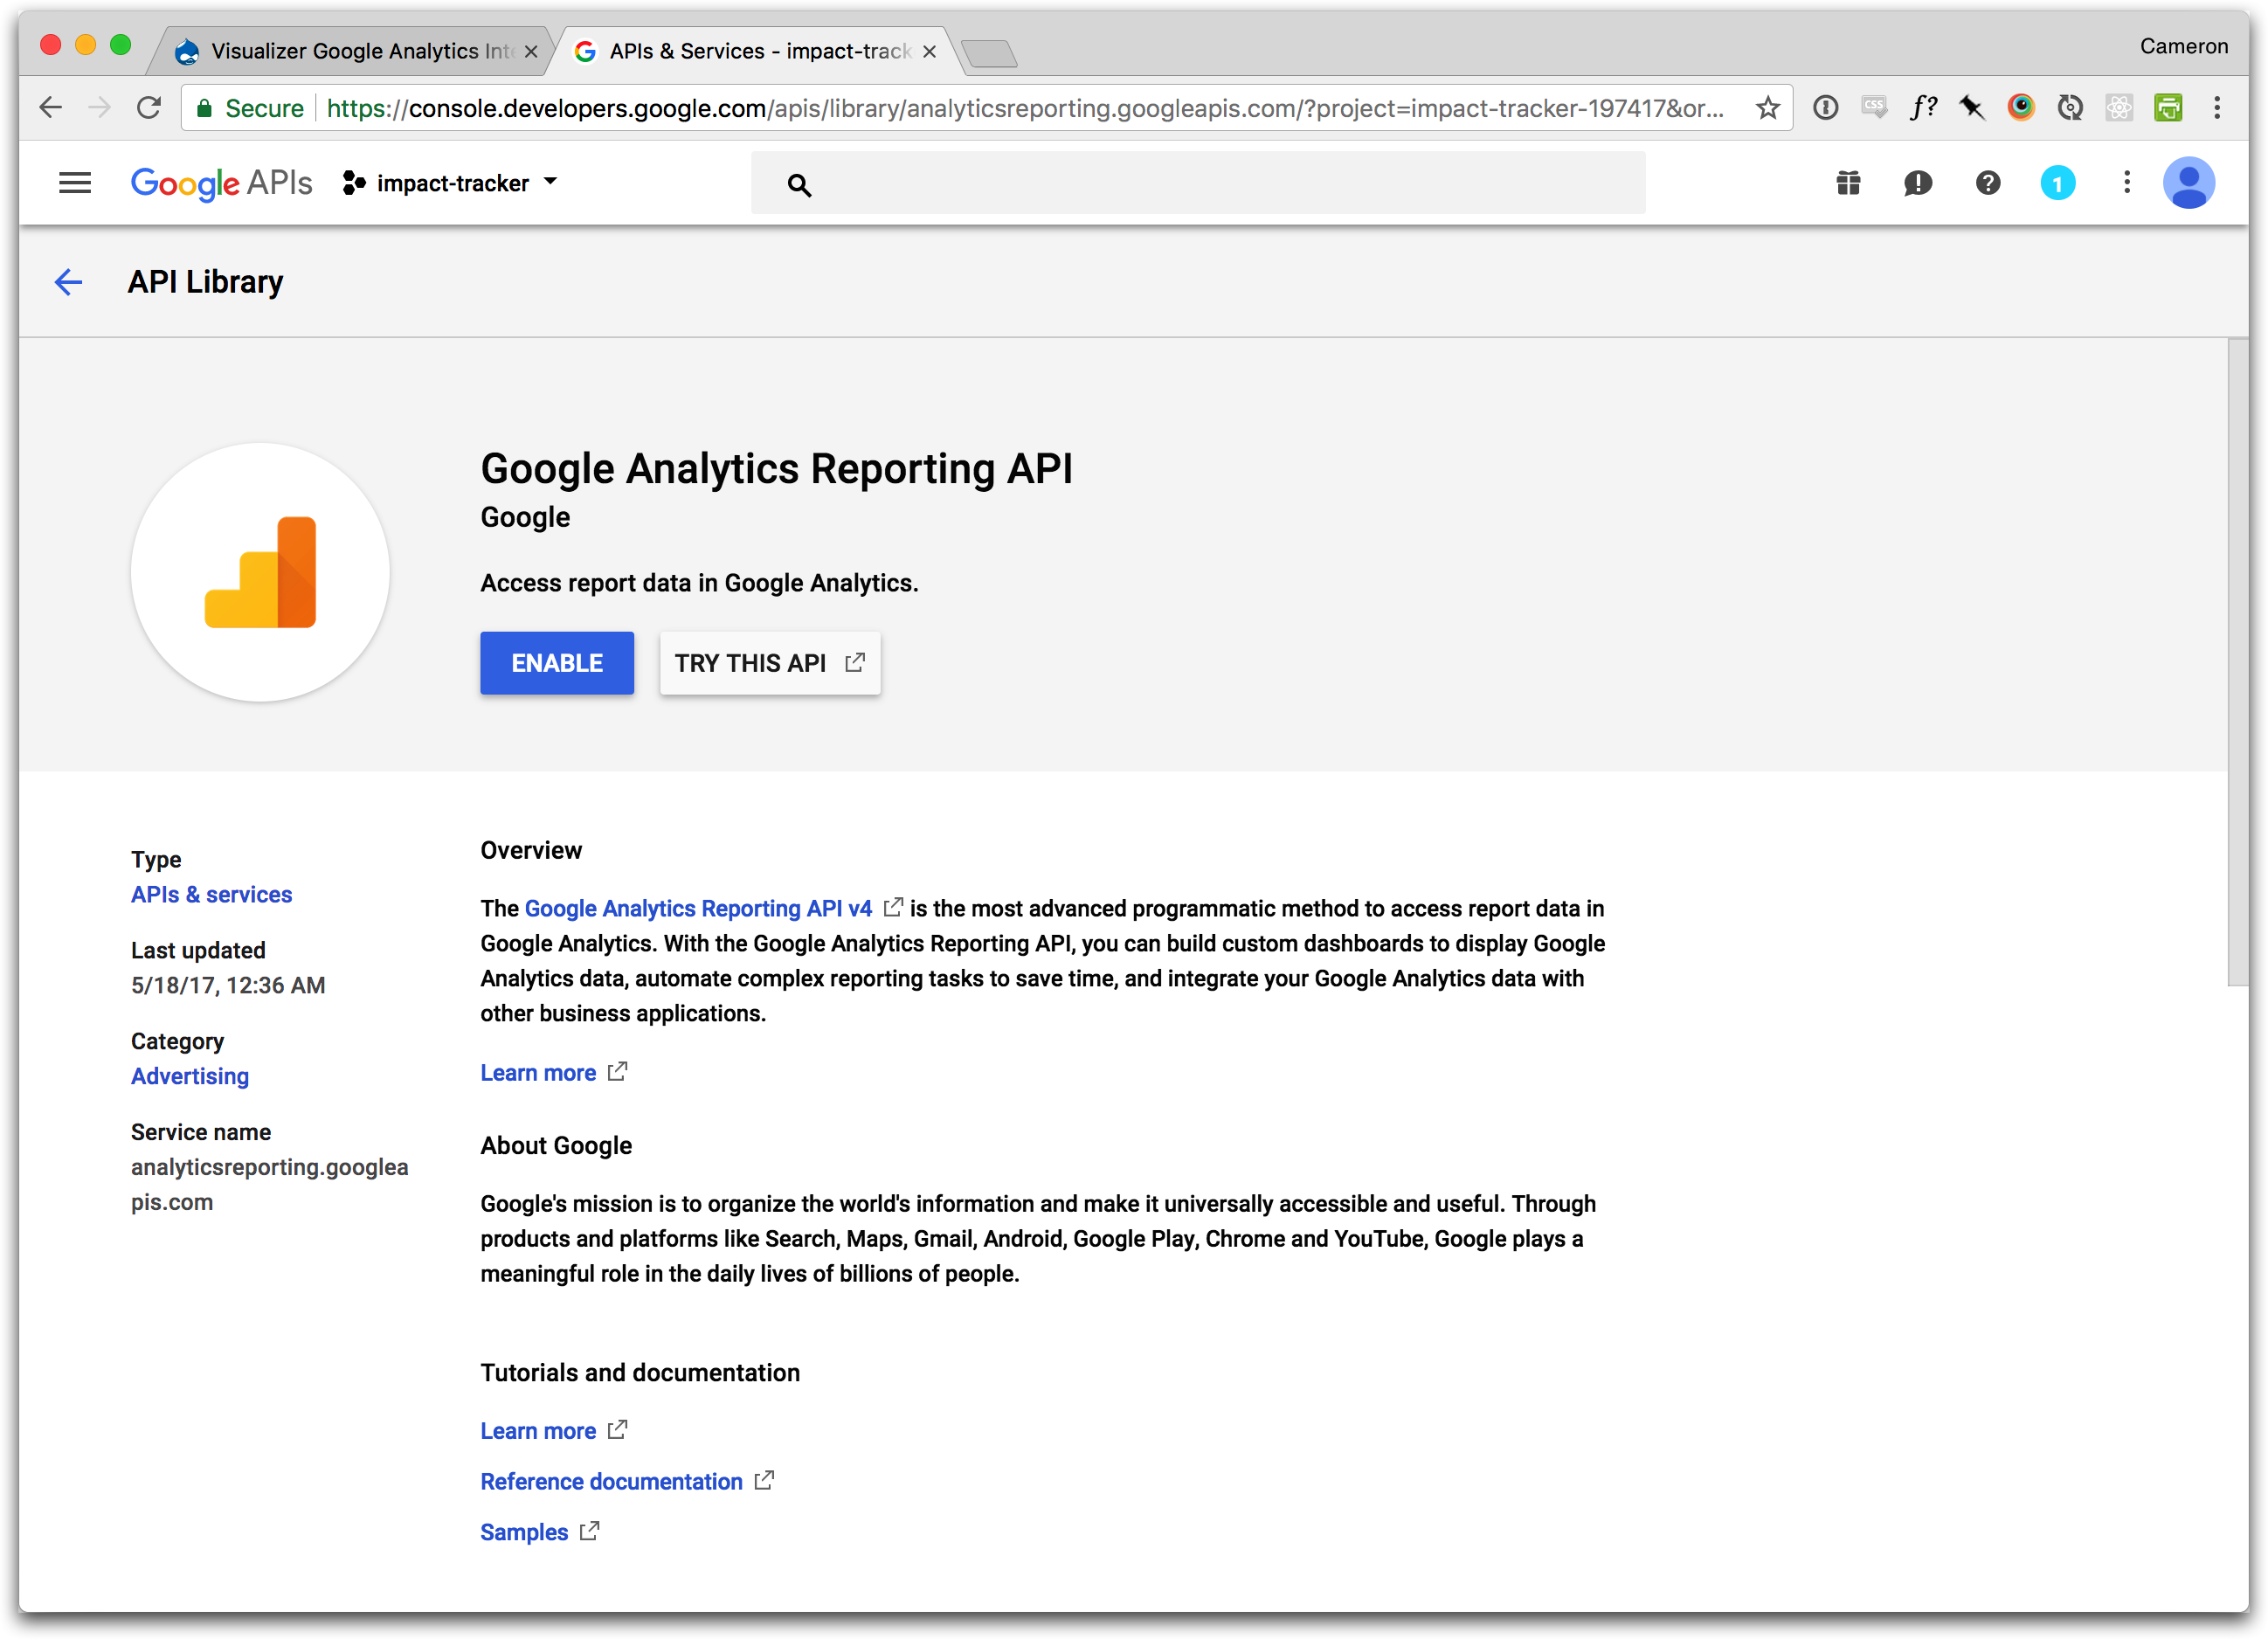 Visualizer Google Analytics Inte
APIs & Services - impact-track
Cameron
Secure
https://console.developers.google.com/apis/library/analyticsreporting.googleapis.com/?project=impact-tracker-197417&or...
CSS
f?
Google APIs
impact-tracker
1
API Library
Google Analytics Reporting API
Google
Access report data in Google Analytics.
ENABLE
TRY THIS API
Type
APIs & services
Last updated
5/18/17, 12:36 AM
Category
Advertising
Service name
analyticsreporting.googlea
pis.com
Overview
The Google Analytics Reporting API v4 is the most advanced programmatic method to access report data in
Google Analytics. With the Google Analytics Reporting API, you can build custom dashboards to display Google
Analytics data, automate complex reporting tasks to save time, and integrate your Google Analytics data with
other business applications.
Learn more
About Google
Google's mission is to organize the world's information and make it universally accessible and useful. Through
products and platforms like Search, Maps, Gmail, Android, Google Play, Chrome and YouTube, Google plays a
meaningful role in the daily lives of billions of people.
Tutorials and documentation
Learn more
Reference documentation
Samples